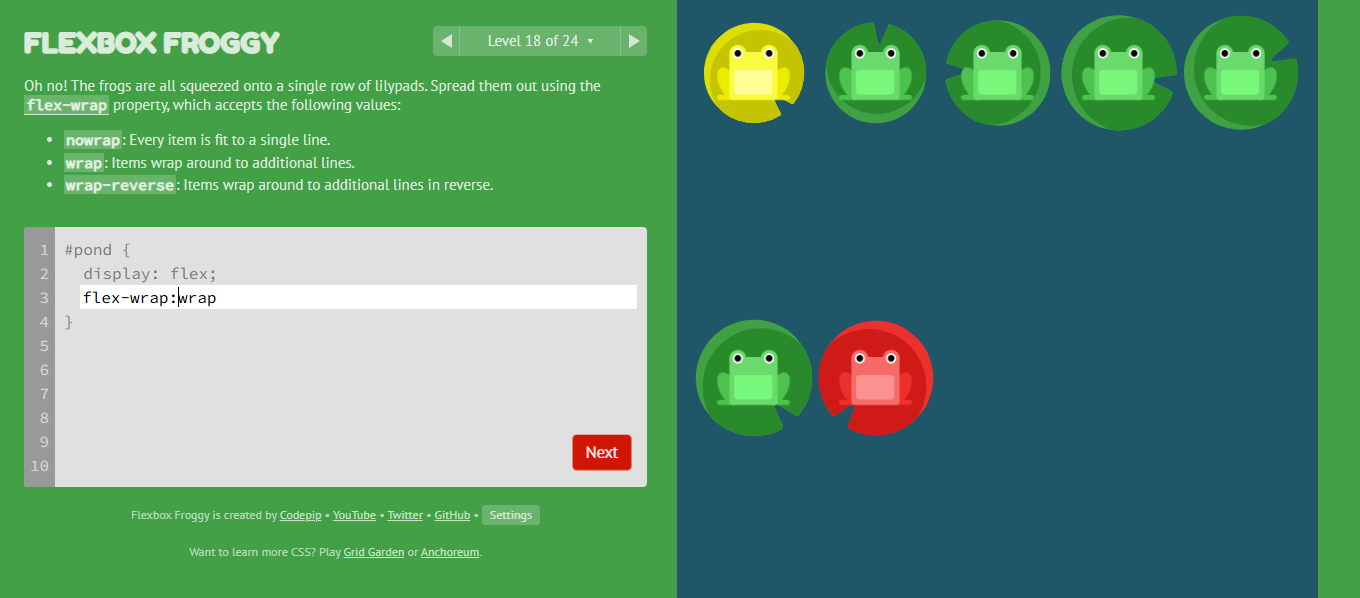 FLEXBOX FROGGY
Level 18 of 24
Oh no! The frogs are all squeezed onto a single row of lilypads. Spread them out using the
flex-wrap property, which accepts the following values:
• nowrap: Every item is fit to a single line.
• wrap: Items wrap around to additional lines.
• wrap-reverse: Items wrap around to additional lines in reverse.
1 #pond {
2 display: flex;
3 flex-wrap:wrap
4 }
5
6
7
8
9
10
Next
Flexbox Froggy is created by Codepip • YouTube • Twitter • GitHub • Settings
Want to learn more CSS? Play Grid Garden or Anchoreum.